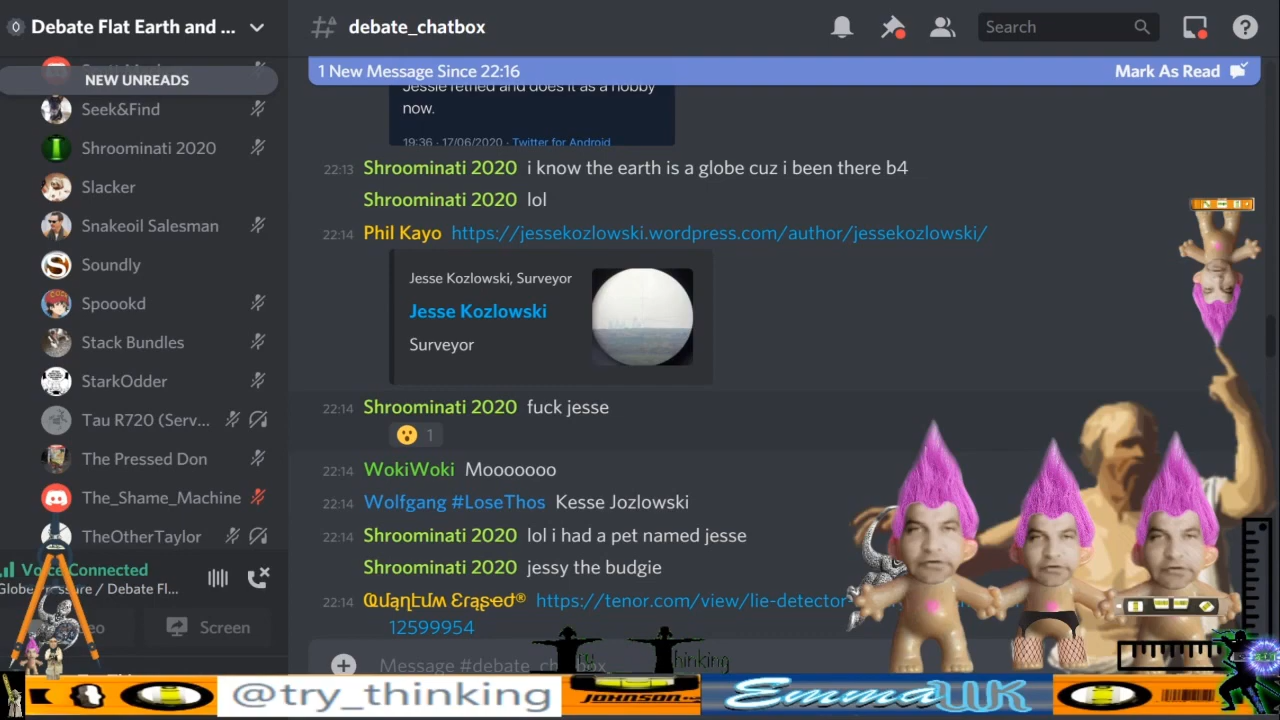 Debate Flat Earth and ...
debate_chatbox
Search
NEW UNREADS
Seek&Find
Shroominati 2020
Slacker
Snakeoil Salesman
Soundly
Spoookd
Stack Bundles
StarkOdder
Tau R720 (Serv...
The Pressed Don
The_Shame_Machine
TheOtherTaylor
Voice Connected
/ Debate Fl...
Screen
1 New Message Since 22:16
Mark As Read
Jessie retired and does it as a hobby
now.
19:36 · 17/06/2020 · Twitter for Android
22:13 Shroominati 2020 i know the earth is a globe cuz i been there b4
Shroominati 2020 lol
22:14 Phil Kayo https://jessekozlowski.wordpress.com/author/jessekozlowski/
Jesse Kozlowski, Surveyor
Jesse Kozlowski
Surveyor
22:14 Shroominati 2020 fuck jesse
1
22:14 WokiWoki Mooooooo
22:14 Wolfgang #LoseThos Kesse Jozlowski
22:14 Shroominati 2020 lol i had a pet named jesse
Shroominati 2020 jessy the budgie
22:14 https://tenor.com/view/lie-detector-
12599954
Message #debate_chatbox
Thinking
@try_thinking
JOHNSON
EmmaUK